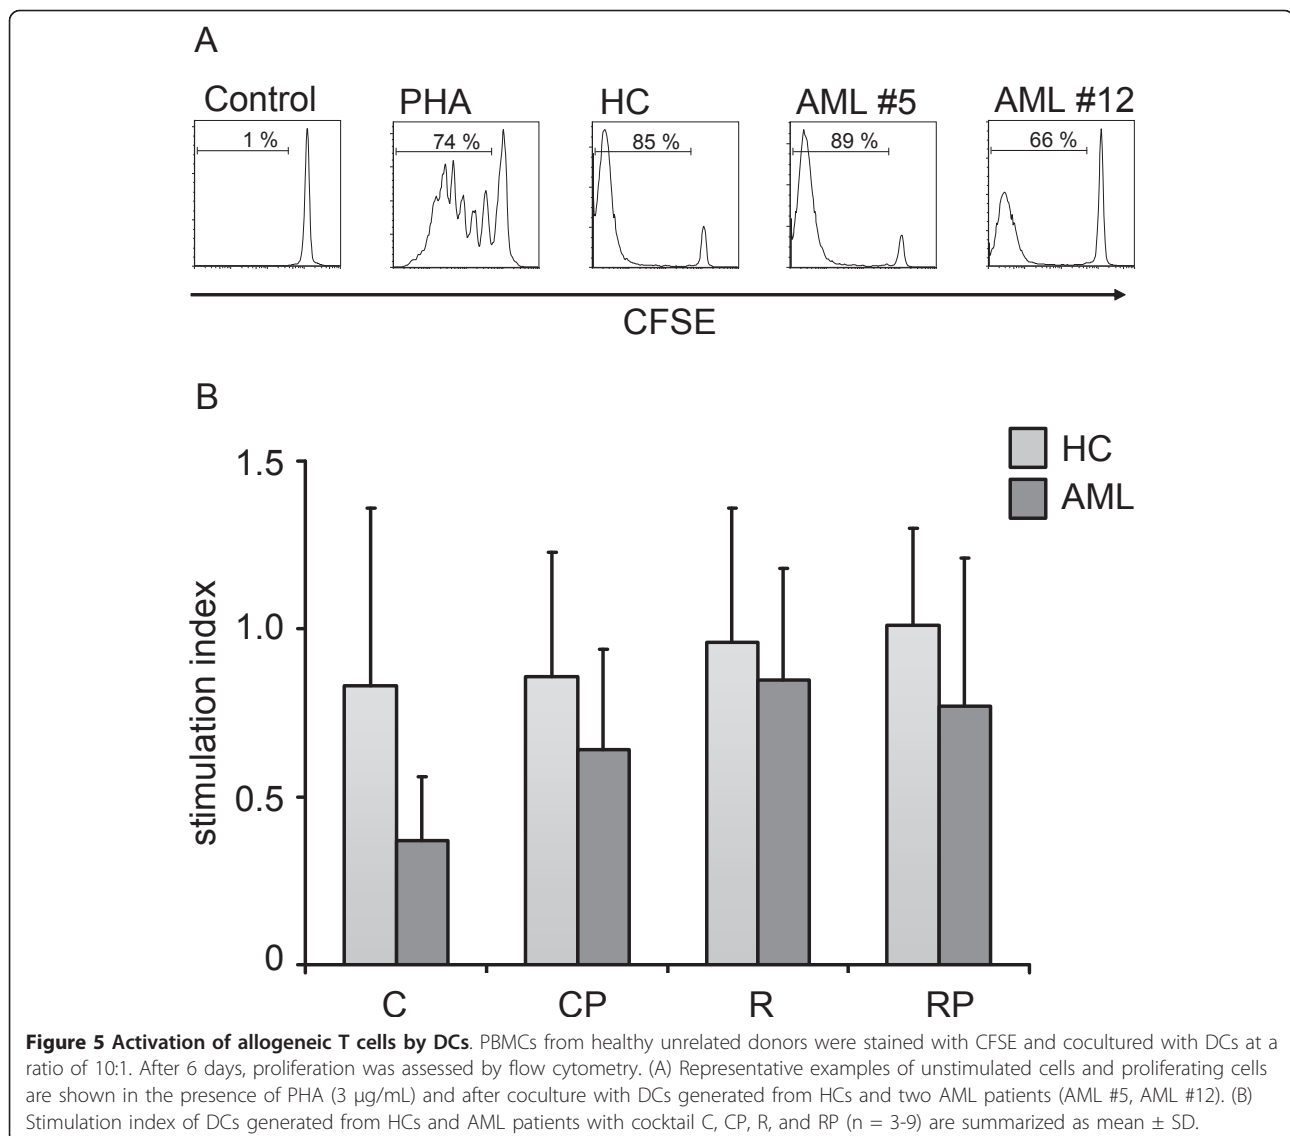 A
Control PHA HC AML #5 AML #12
1 % 74 % 85 % 89 % 66 %
CFSE
B
HC
AML
1.5
1.0
0.5
0
stimulation index
C CP R RP
Figure 5 Activation of allogeneic T cells by DCs. PBMCs from healthy unrelated donors were stained with CFSE and cocultured with DCs at a
ratio of 10:1. After 6 days, proliferation was assessed by flow cytometry. (A) Representative examples of unstimulated cells and proliferating cells
are shown in the presence of PHA (3 μg/mL) and after coculture with DCs generated from HCs and two AML patients (AML #5, AML #12). (B)
Stimulation index of DCs generated from HCs and AML patients with cocktail C, CP, R, and RP (n = 3-9) are summarized as mean ± SD.